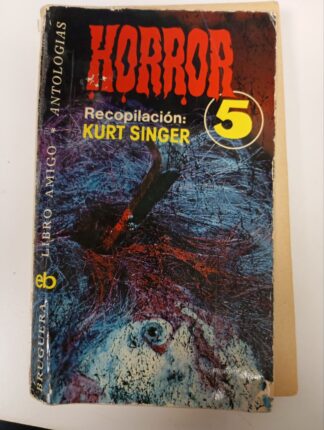 HORROR
5
Recopilación:
KURT SINGER
BRUGUERA LIBRO AMIGO * ANTOLOGIAS
eb